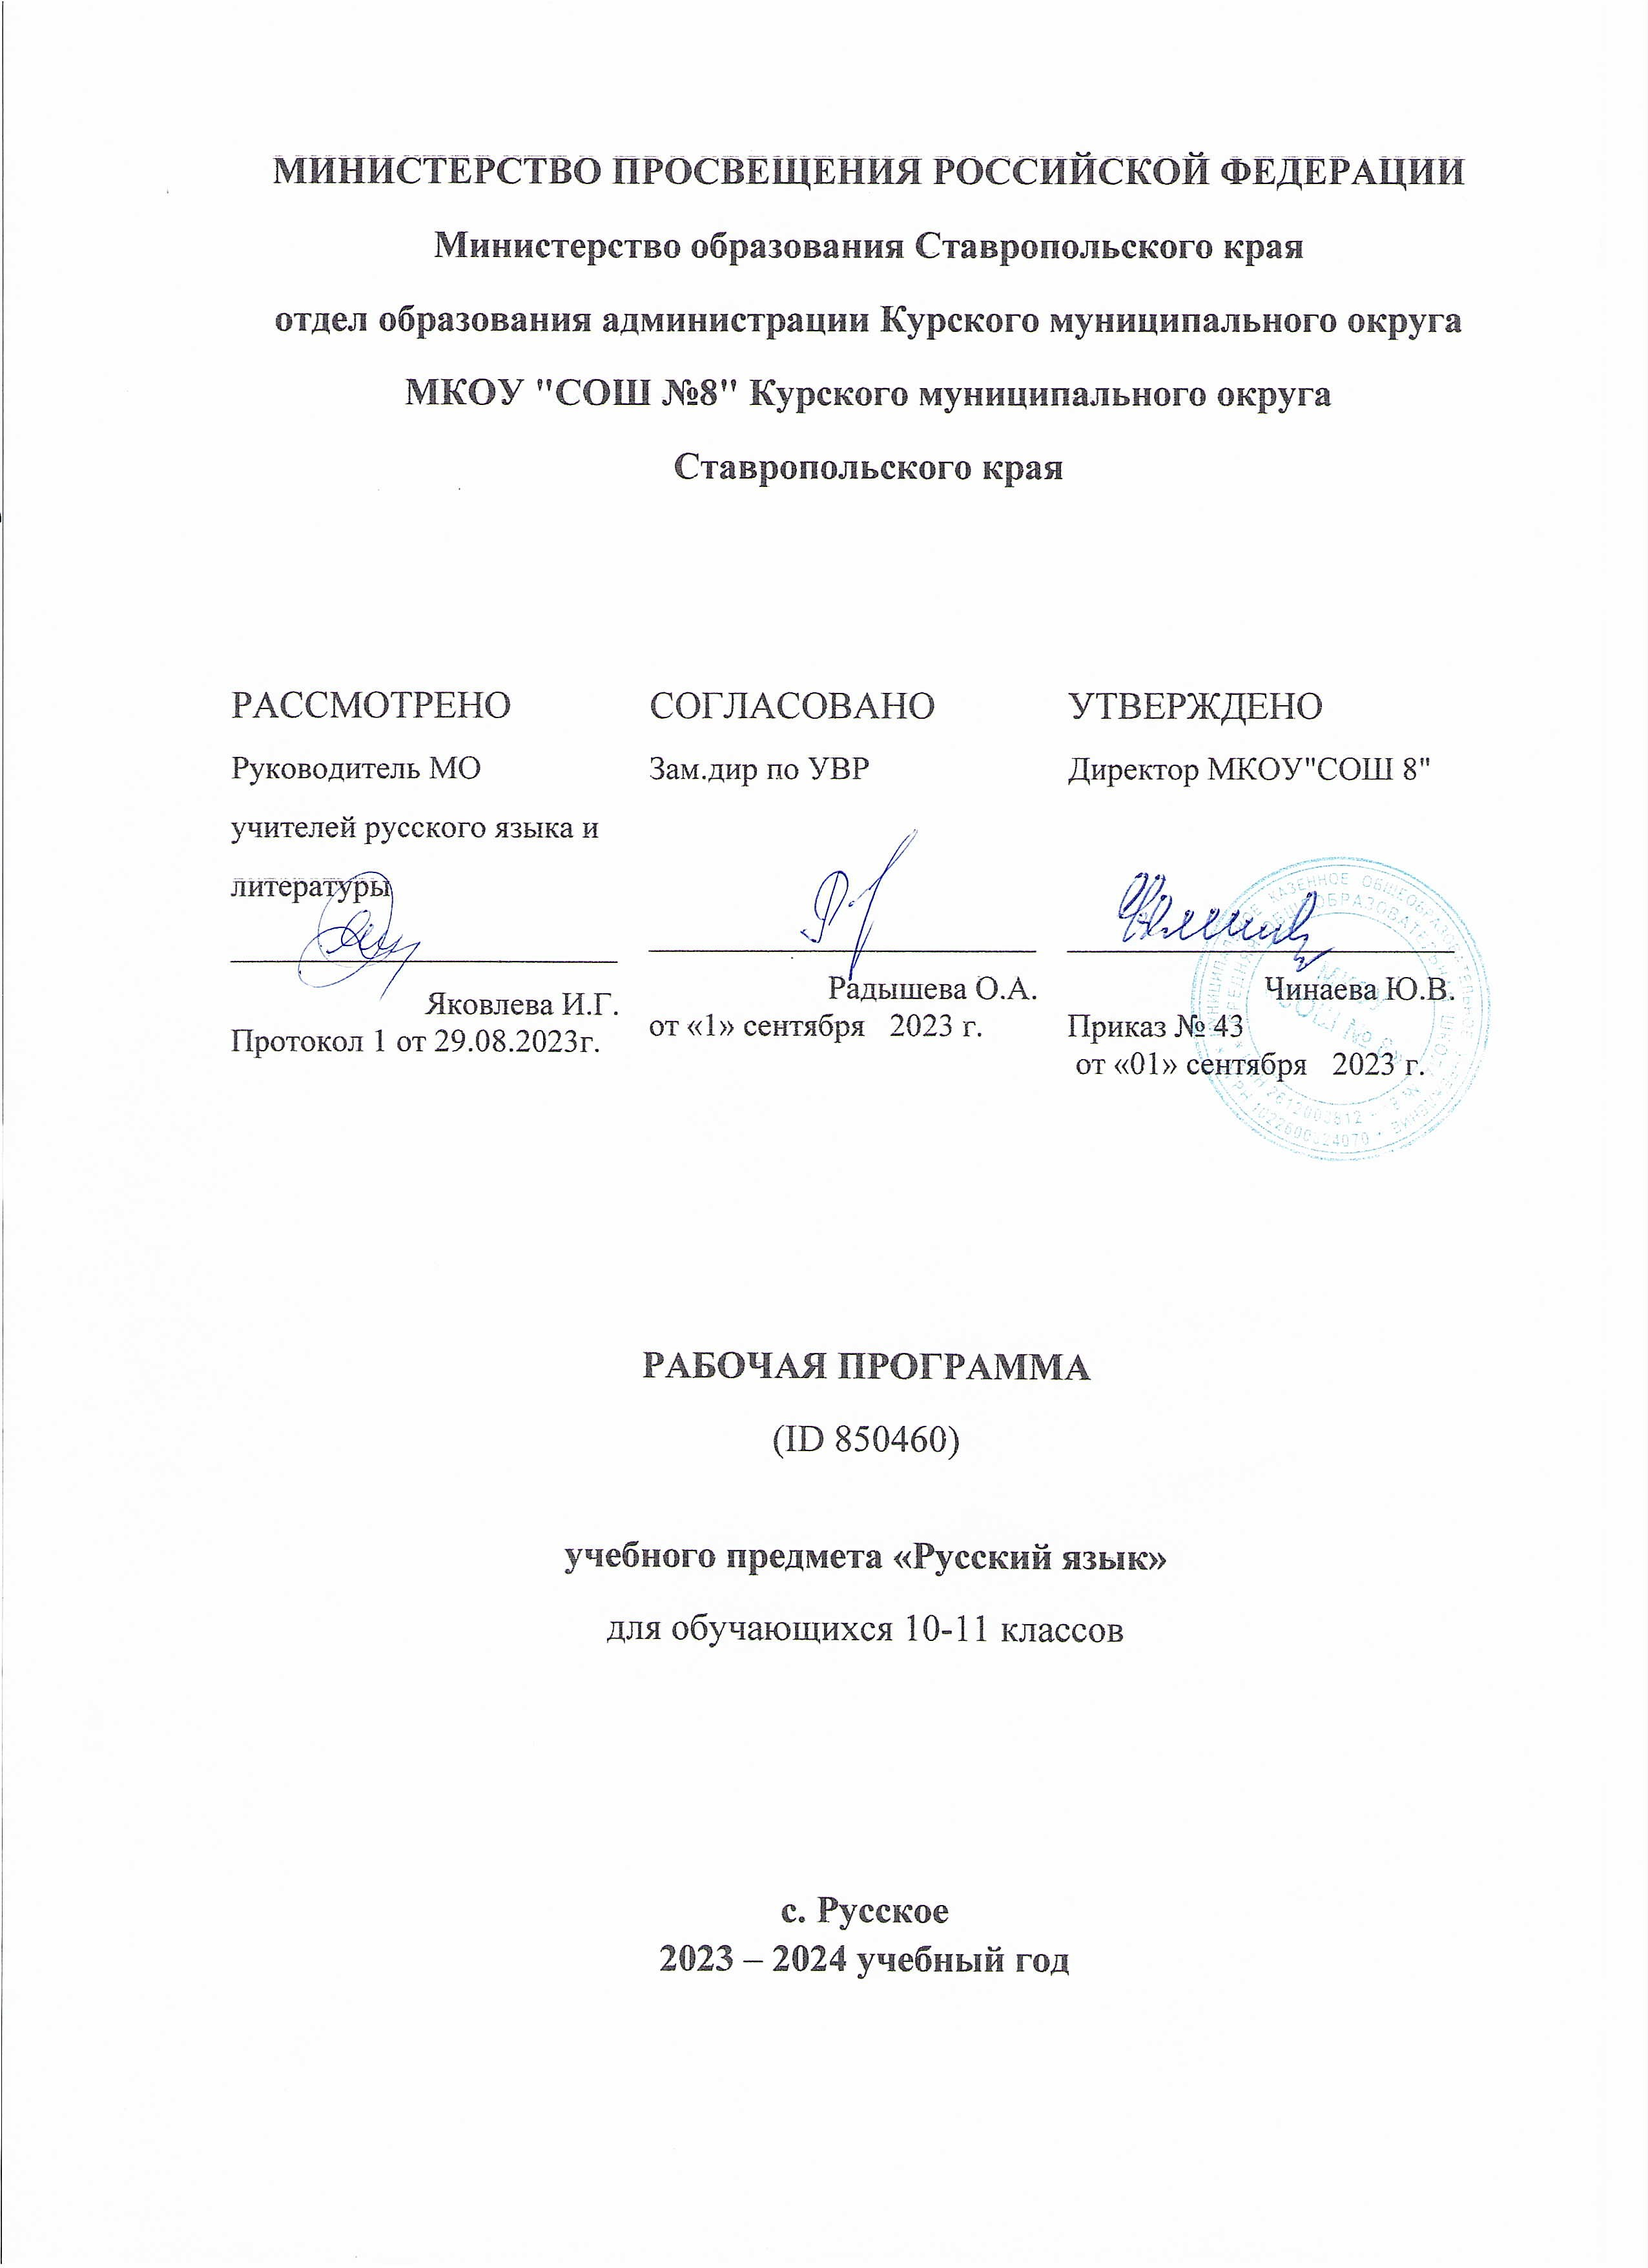 МИНИСТЕРСТВО ПРОСВЕЩЕНИЯ РОССИЙСКОЙ ФЕДЕРАЦИИ
Министерство образования Ставропольского края
отдел образования администрации Курского муниципального округа
МКОУ "СОШ №8" Курского муниципального округа
Ставропольского края
РАССМОТРЕНО
Руководитель МО
учителей русского языка и
литературы
Яковлева И.Г.
Протокол 1 от 29.08.2023г.
СОГЛАСОВАНО
Зам.дир по УВР
Радышева О.А.
от «1» сентября 2023 г.
УТВЕРЖДЕНО
Директор МКОУ"СОШ 8"
Чинаева Ю.В.
Приказ № 43
от «01» сентября 2023 г.
КАЗЕННОЕ ОБЩЕОБРАЗОВАТЕЛЬНОЕ
РАБОЧАЯ ПРОГРАММА
(ID 850460)
учебного предмета «Русский язык»
для обучающихся 10-11 классов
с. Русское
2023 – 2024 учебный год